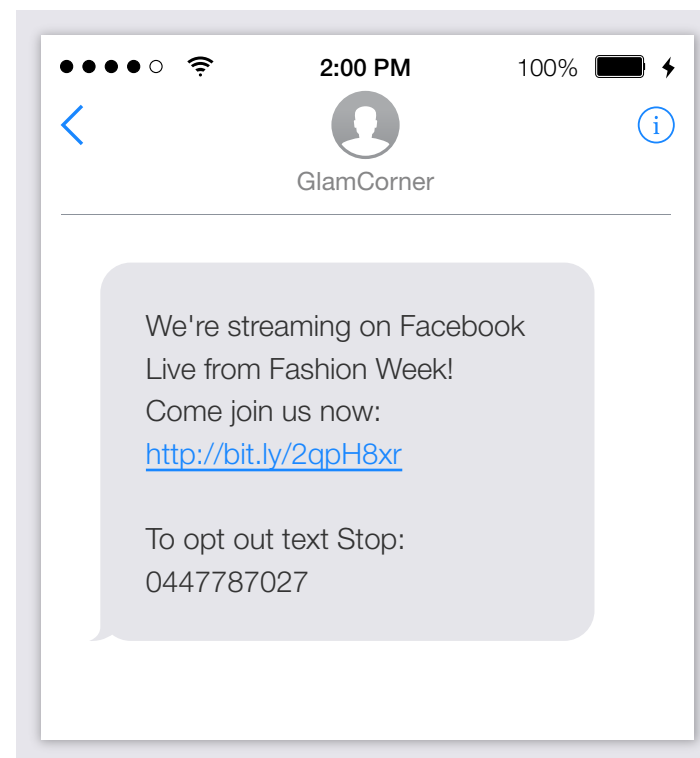 2:00 PM 100%
GlamCorner
We're streaming on Facebook
Live from Fashion Week!
Come join us now:
http://bit.ly/2qpH8xr
To opt out text Stop:
0447787027